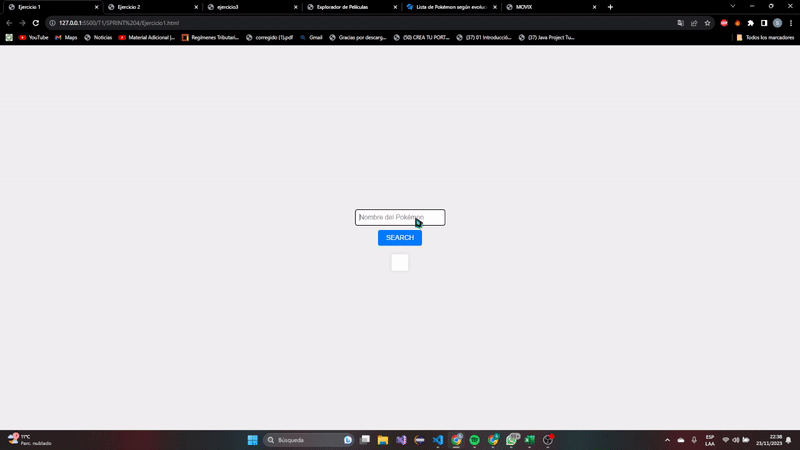 Ejercicio 1
Ejercicio 2
ejercicio3
Explorador de Películas
Lista de Pokémon según evoluc
MOVIX
127.0.0.1:5500/T1/SPRINT%204/Ejercicio1.html
YouTube
Maps
Noticias
Material Adicional |...
Regímenes Tributari...
corregido (1).pdf
Gmail
Gracias por descarg...
(50) CREA TU PORT...
(37) 01 Introducció...
(37) Java Project Tu...
Todos los marcadores
Nombre del Pokémon
SEARCH
11°C
Parc. nublado
Búsqueda
ESP
LAA
22:38
23/11/2023